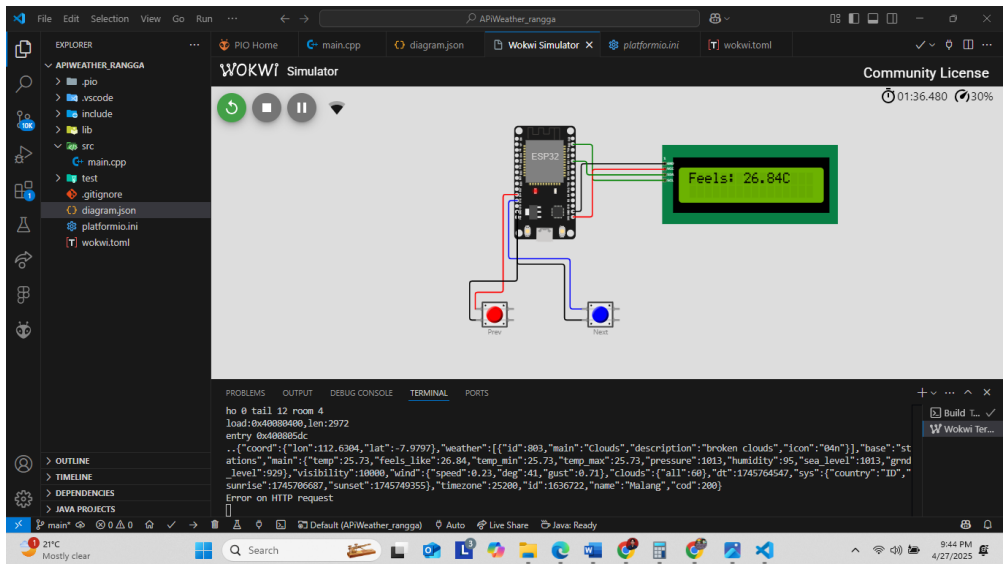 File Edit Selection View Go Run ... APiWeather_rangga
EXPLORER ...
PIO Home main.cpp diagram.json Wokwi Simulator platformio.ini [T] wokwi.toml
APIWEATHER_RANGGA
.pio
.vscode
include
lib
src
main.cpp
test
.gitignore
diagram.json
platformio.ini
[T] wokwi.toml
10K
1
WOKWI Simulator
Community License
01:36.480 30%
ESP32
Feels: 26.84C
Prev
Next
PROBLEMS OUTPUT DEBUG CONSOLE TERMINAL PORTS
ho 0 tail 12 room 4
load:0x40080400,len:2972
entry 0x400805dc
..{"coord":{"lon":112.6304,"lat":-7.9797},"weather":[{"id":803,"main":"Clouds","description":"broken clouds","icon":"04n"}],"base":"st
ations","main":{"temp":25.73,"feels_like":26.84,"temp_min":25.73,"temp_max":25.73,"pressure":1013,"humidity":95,"sea_level":1013,"grnd
_level":929},"visibility":10000,"wind":{"speed":0.23,"deg":41,"gust":0.71},"clouds":{"all":60},"dt":1745764547,"sys":{"country":"ID","
sunrise":1745706687,"sunset":1745749355},"timezone":25200,"id":1636722,"name":"Malang","cod":200}
Error on HTTP request
Build T...
Wokwi Ter...
OUTLINE
TIMELINE
DEPENDENCIES
JAVA PROJECTS
main* 0 0 Default (APiWeather_rangga) Auto Live Share Java: Ready
1
21°C
Mostly clear
Search
9:44 PM
4/27/2025